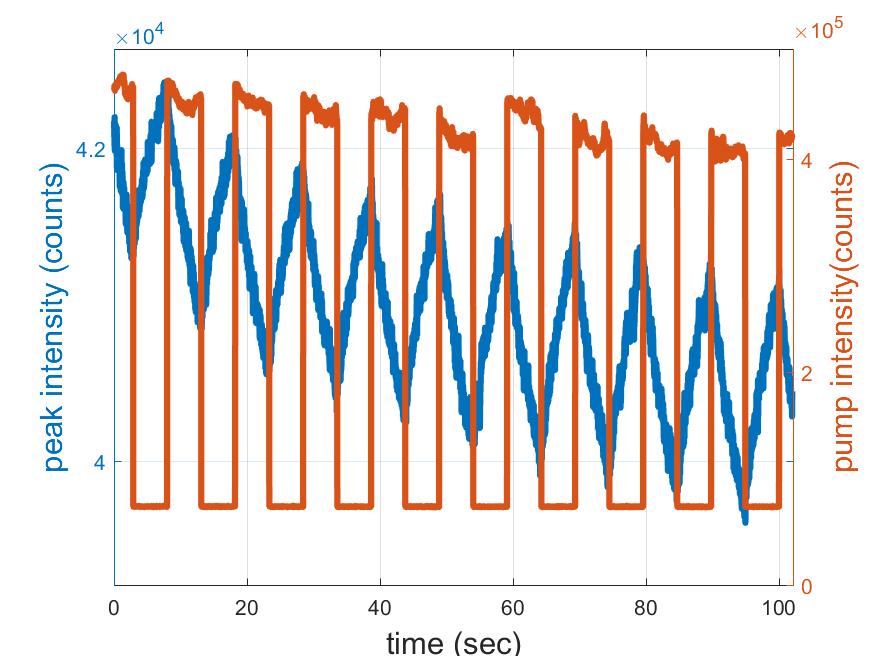 ×10⁴
×10⁵
4.2
4
peak intensity (counts)
4
2
0
pump intensity(counts)
0 20 40 60 80 100
time (sec)